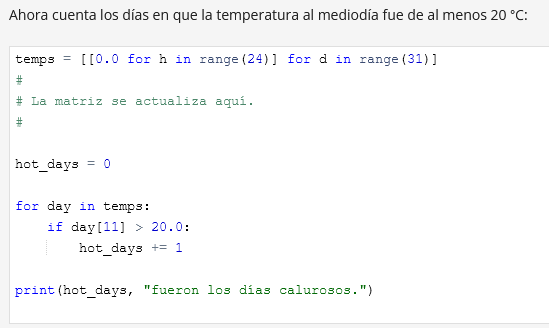 Ahora cuenta los días en que la temperatura al mediodía fue de al menos 20 ºC:
temps = [[0.0 for h in range(24)] for d in range(31)]
#
# La matriz se actualiza aquí.
#
hot_days = 0
for day in temps:
    if day[11] > 20.0:
        hot_days += 1
print(hot_days, "fueron los días calurosos.")